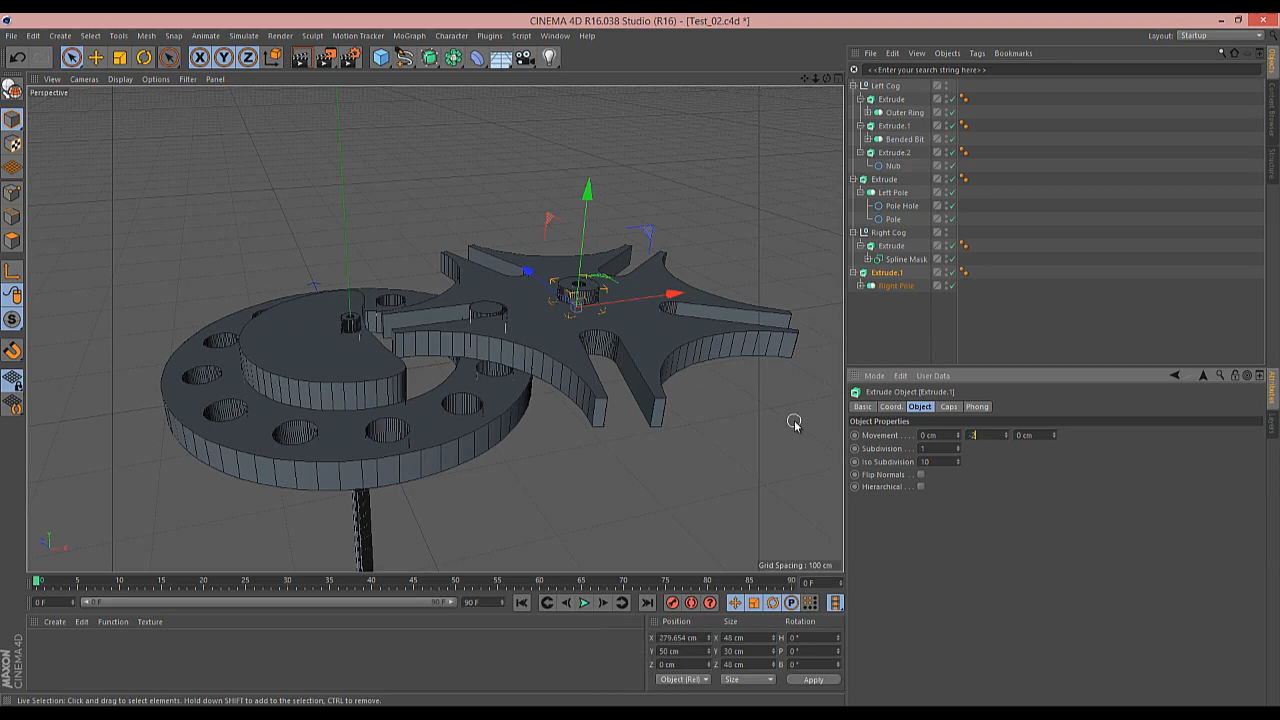 CINEMA 4D R16.038 Studio (R16) - [Test_02.c4d *]
File Edit Create Select Tools Mesh Snap Animate Simulate Render Sculpt Motion Tracker MoGraph Character Plugins Script Window Help
Layout: Startup
View Cameras Display Options Filter Panel
Perspective
Grid Spacing : 100 cm
File Edit View Objects Tags Bookmarks
<<Enter your search string here>>
Left Cog
Extrude
Outer Ring
Extrude.1
Bended Bit
Extrude.2
Nub
Extrude
Left Pole
Pole Hole
Pole
Right Cog
Extrude
Spline Mask
Extrude.1
Right Pole
Objects
Content Browser
Structure
Mode Edit User Data
Extrude Object [Extrude.1]
Basic Coord. Object Caps Phong
Object Properties
Movement . . . . 0 cm 0 cm
Subdivision . . . 1
Iso Subdivision 10
Flip Normals . .
Hierarchical . . .
Attributes
Layers
0 5 10 15 20 25 30 35 40 45 50 55 60 65 70 75 80 85 90 0 F
0 F 0 F 90 F 90 F
Create Edit Function Texture
Position Size Rotation
X 279.654 cm X 48 cm H 0 °
Y 50 cm Y 30 cm P 0 °
Z 0 cm Z 48 cm B 0 °
Object (Rel) Size Apply
MAXON CINEMA 4D
Live Selection: Click and drag to select elements. Hold down SHIFT to add to the selection, CTRL to remove.